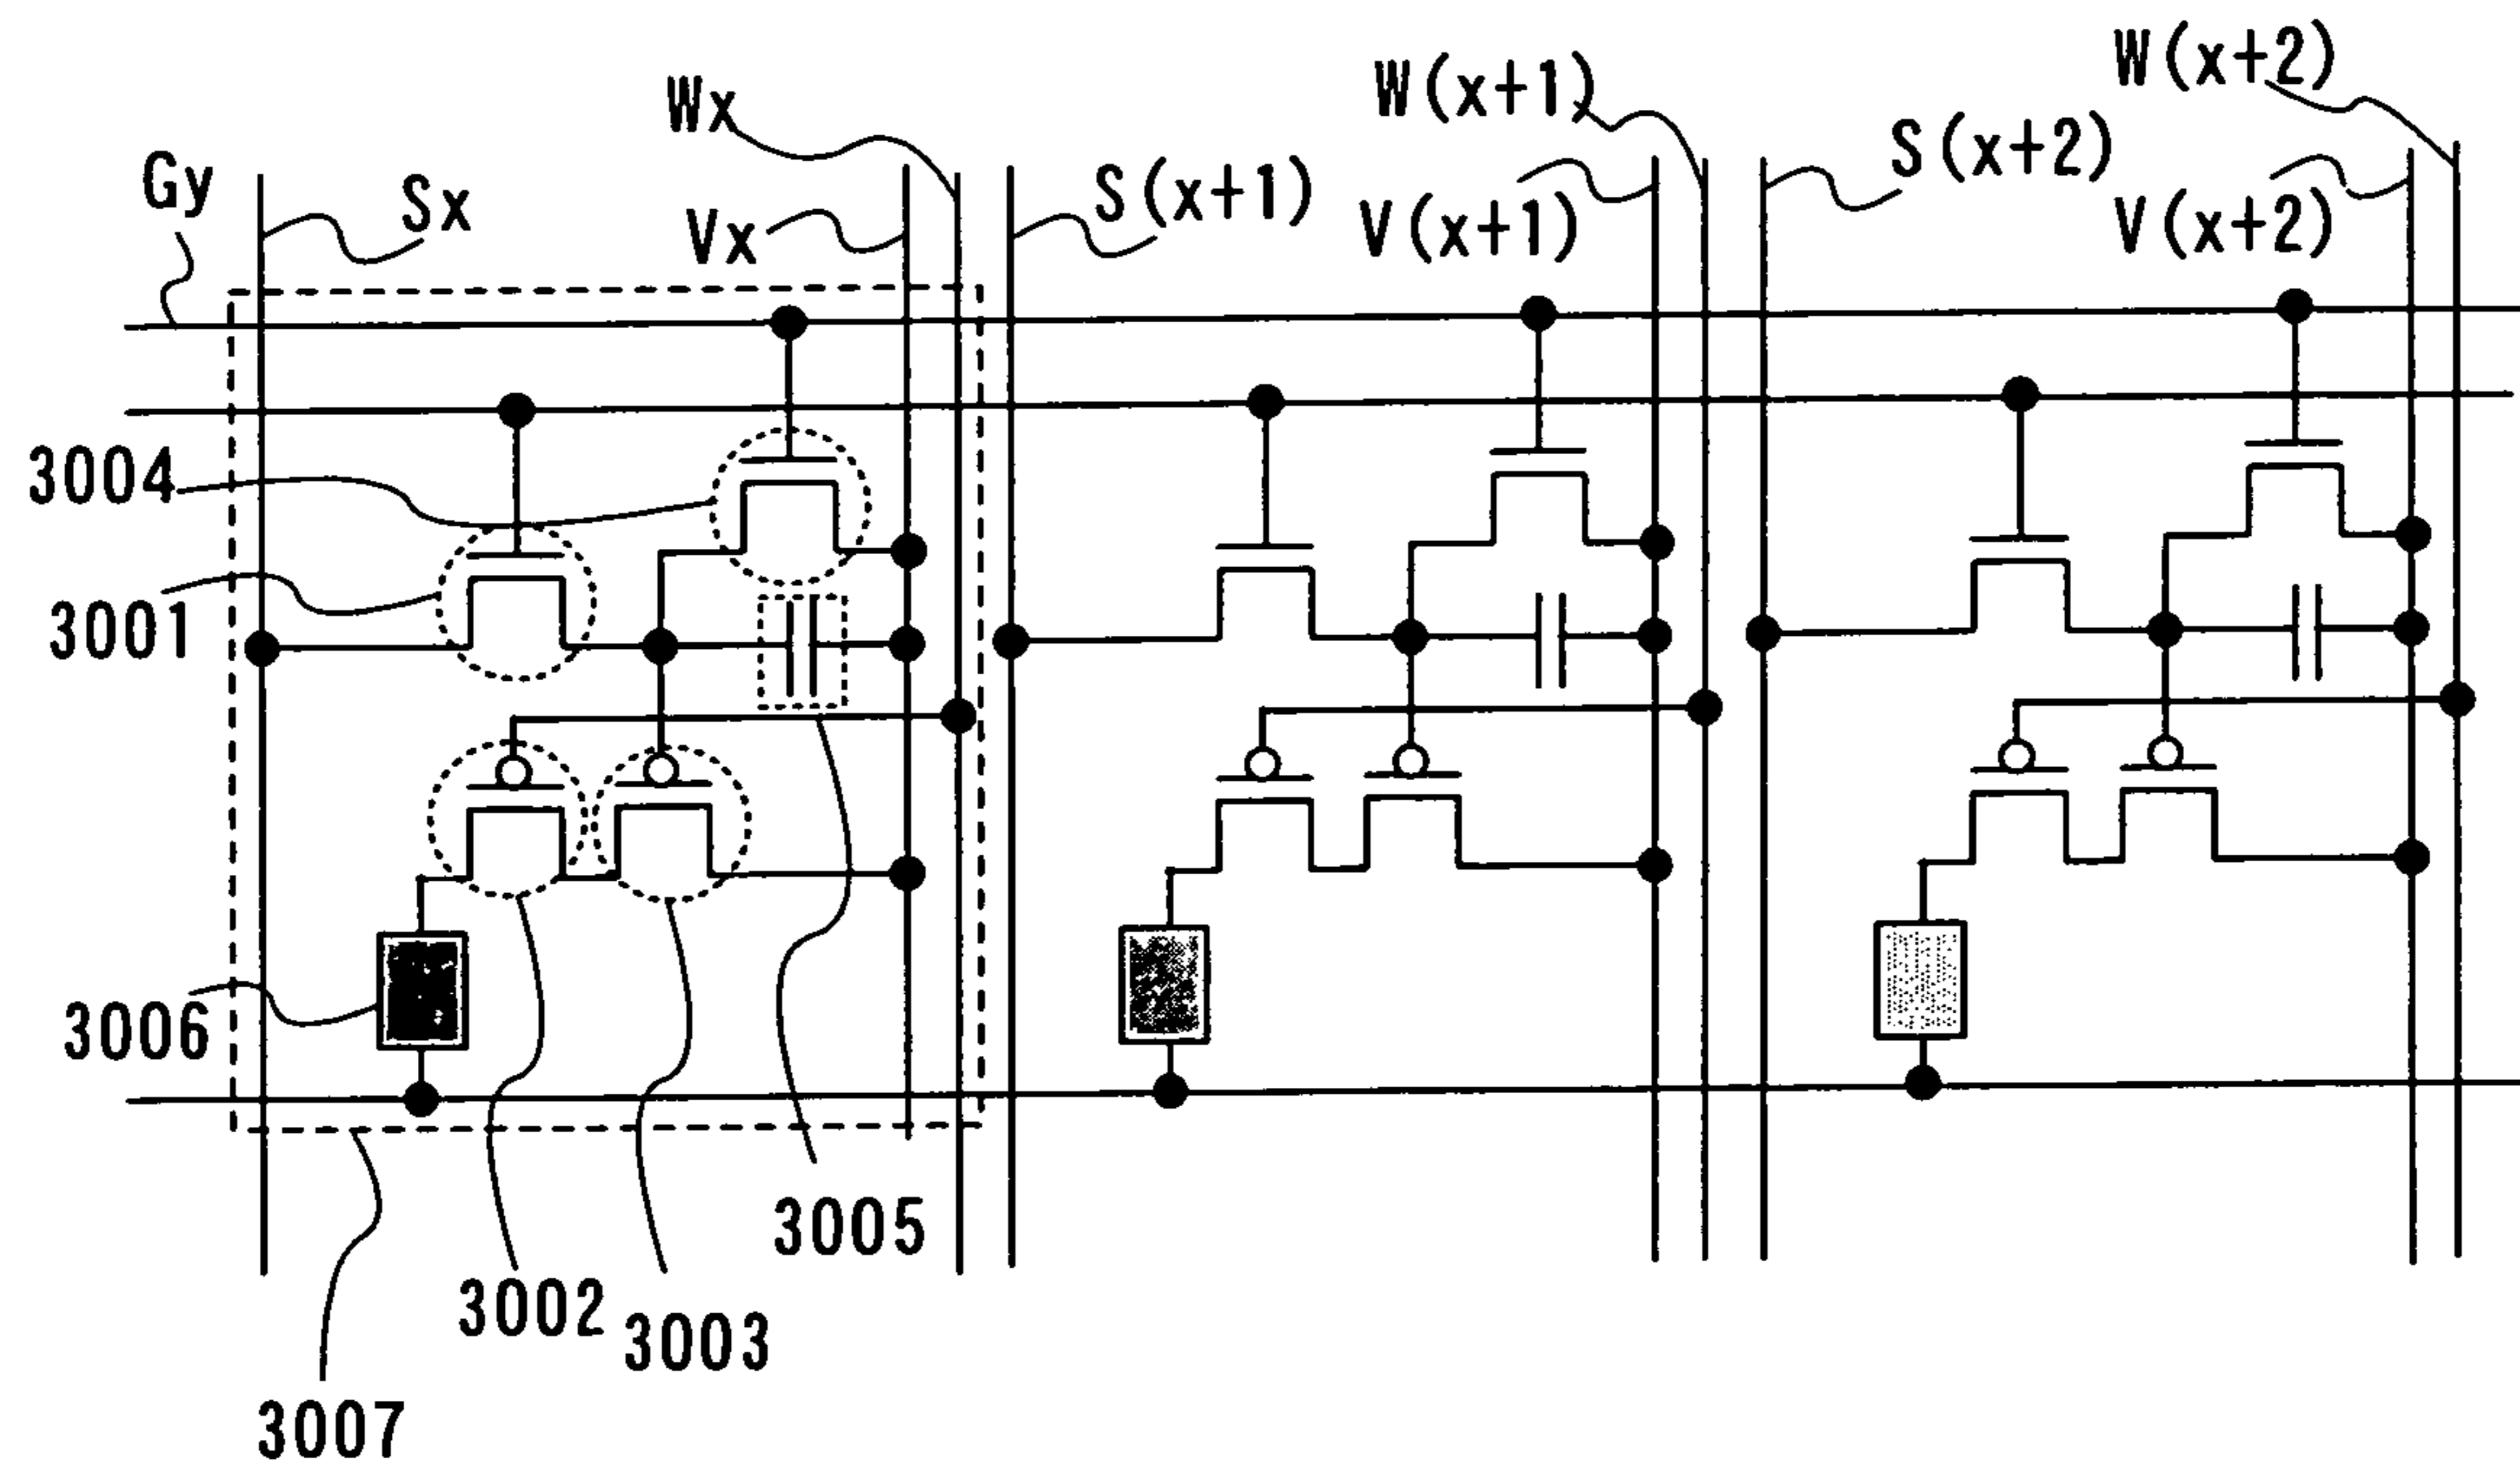 W(x+2)
W(x+1)
Wx
S(x+2)
Gy
Sx
S(x+1)
Vx
V(x+1)
V(x+2)
3004
3001
3006
3005
3002
3003
3007